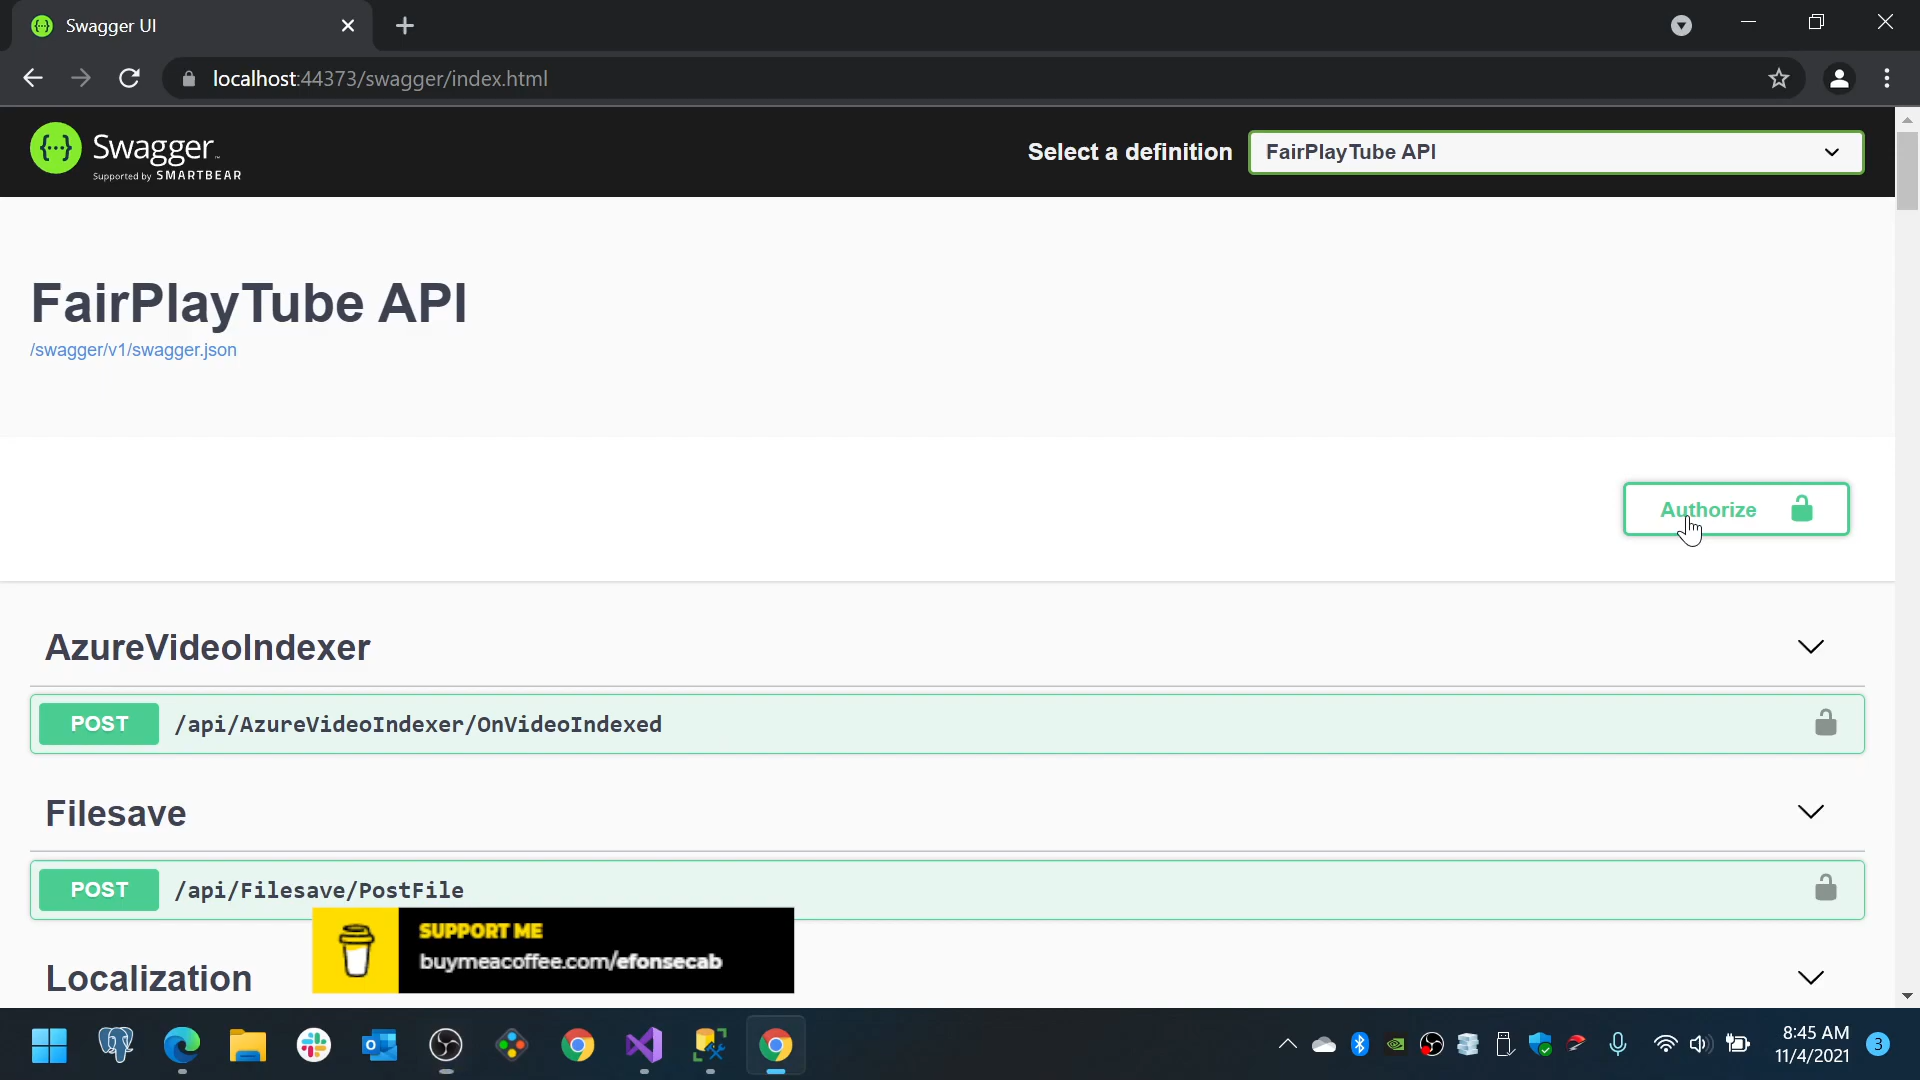 Swagger UI
localhost:44373/swagger/index.html
{···} Swagger™
Supported by SMARTBEAR
Select a definition
FairPlayTube API
FairPlayTube API
/swagger/v1/swagger.json
Authorize
AzureVideoIndexer
POST /api/AzureVideoIndexer/OnVideoIndexed
Filesave
POST /api/Filesave/PostFile
SUPPORT ME
buymeacoffee.com/efonsecab
Localization
8:45 AM
11/4/2021
3